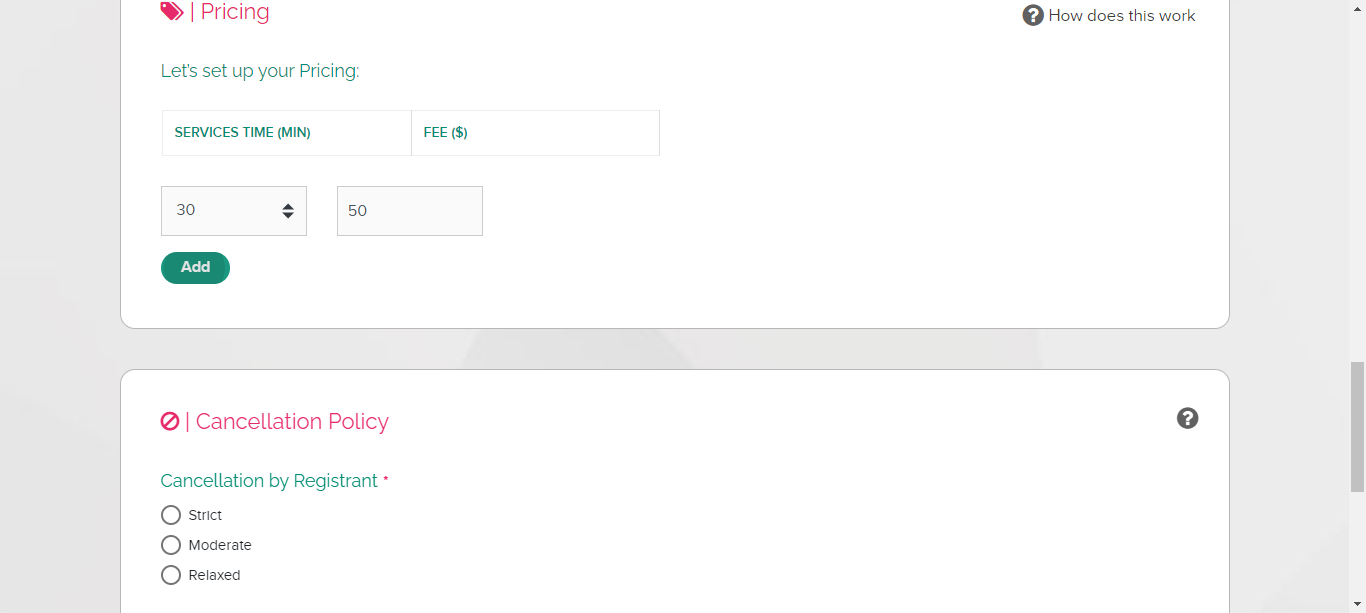 | Pricing
? How does this work
Let's set up your Pricing:
SERVICES TIME (MIN) FEE ($)
30 50
Add
| Cancellation Policy
?
Cancellation by Registrant *
Strict
Moderate
Relaxed